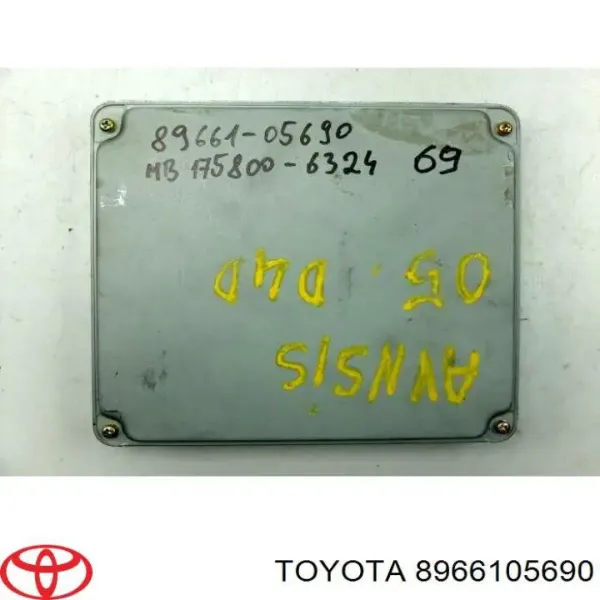 89661-05690
MB 175800-6324 69
AVNSIS
05. D4D
TOYOTA 8966105690